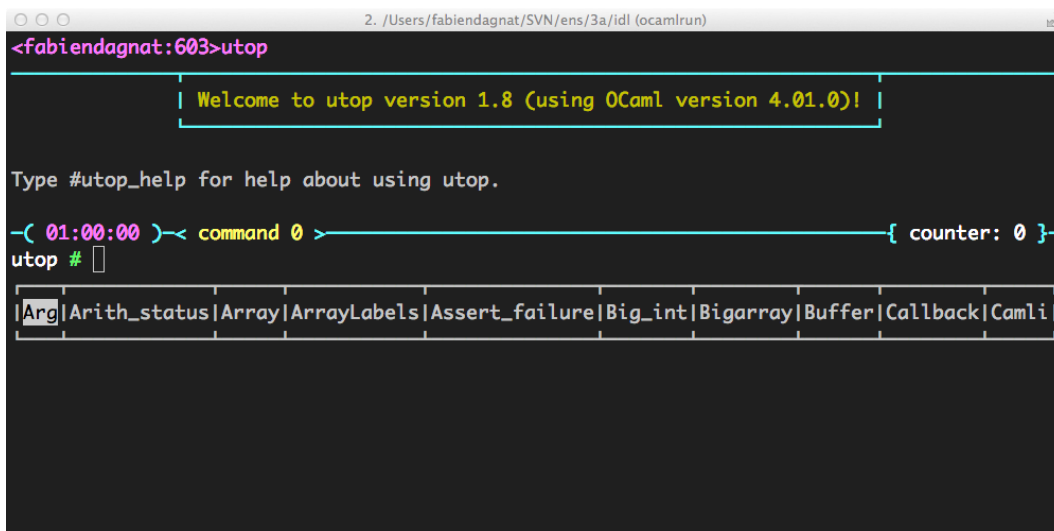 2. /Users/fabiendagnat/SVN/ens/3a/idl (ocamlrun)
<fabiendagnat:603>utop
| Welcome to utop version 1.8 (using OCaml version 4.01.0)! |
Type #utop_help for help about using utop.
-( 01:00:00 )-< command 0 >-{ counter: 0 }-
utop #
|Arg|Arith_status|Array|ArrayLabels|Assert_failure|Big_int|Bigarray|Buffer|Callback|Camli